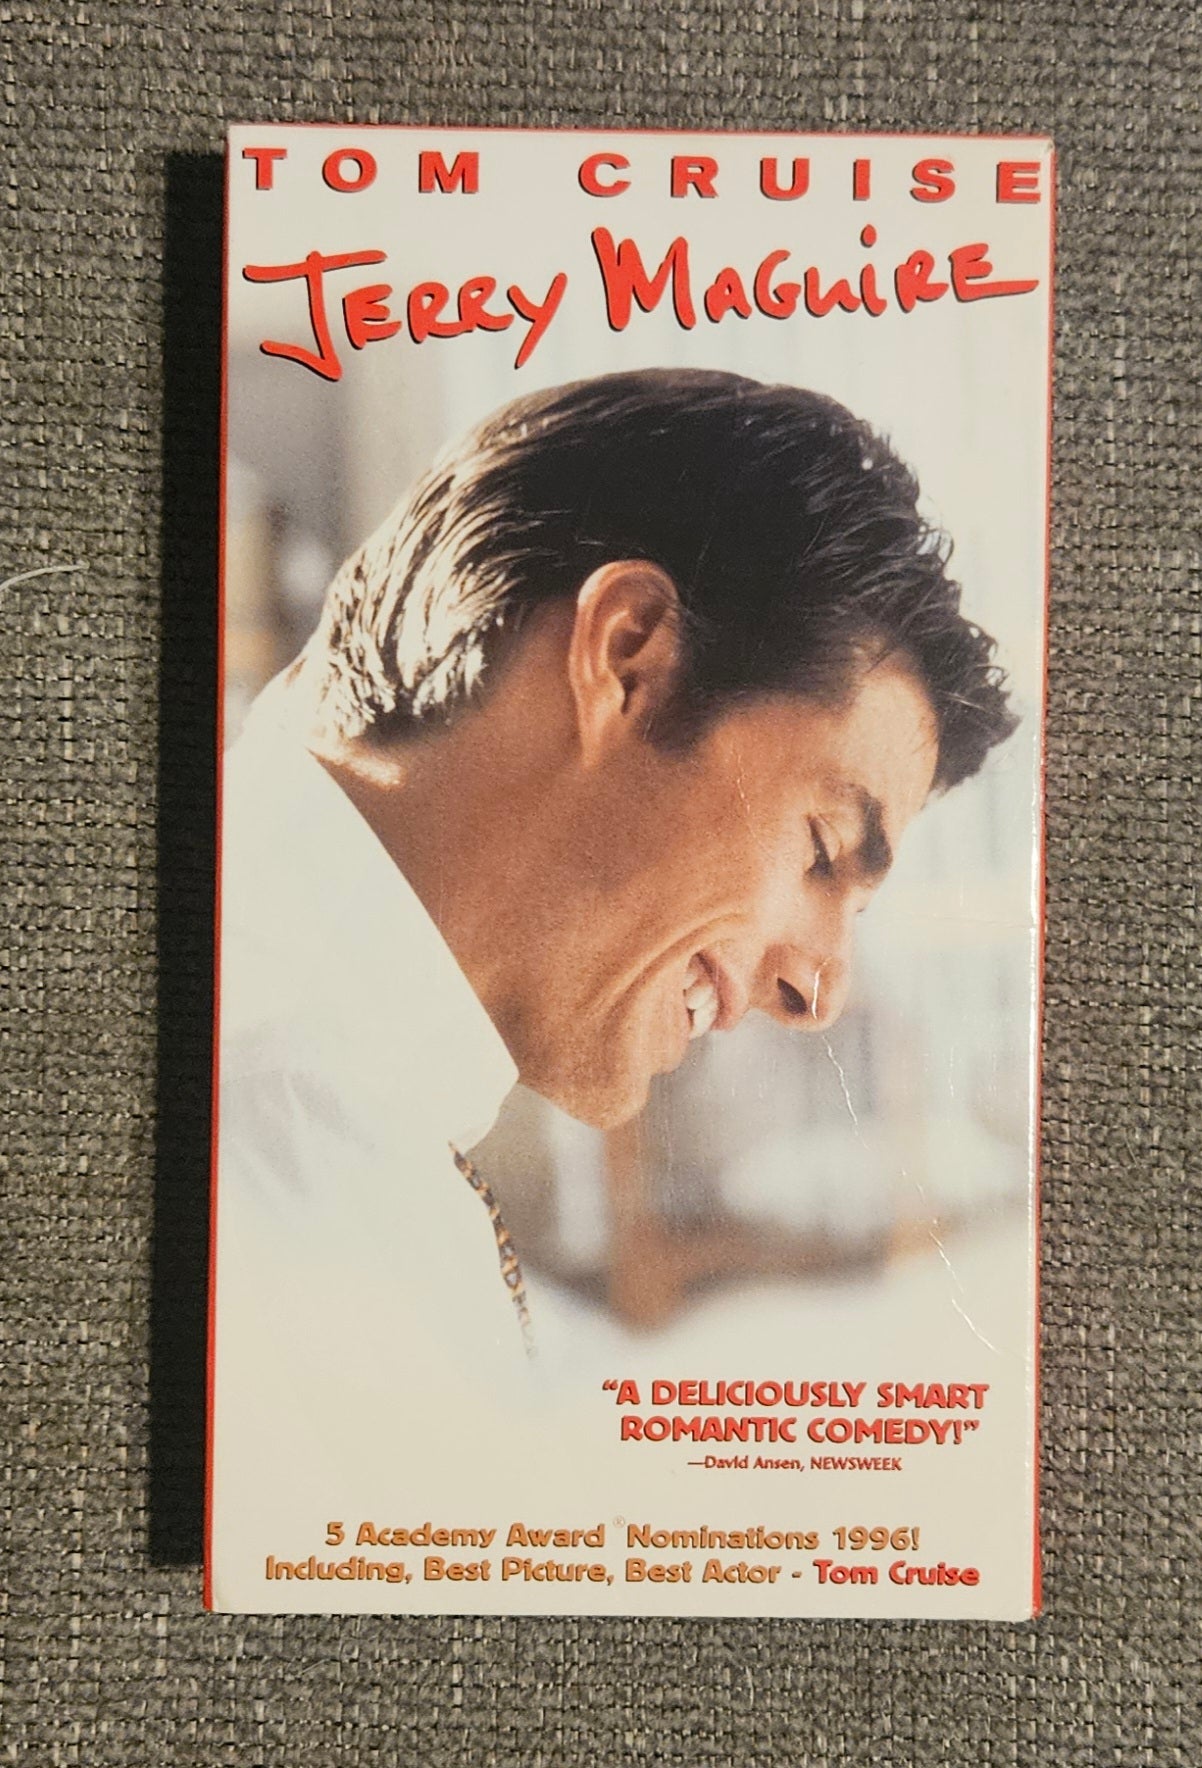 TOM CRUISE
JERRY MAGUIRE
“A DELICIOUSLY SMART
ROMANTIC COMEDY!”
—David Ansen, NEWSWEEK
5 Academy Award® Nominations 1996!
Including, Best Picture, Best Actor - Tom Cruise